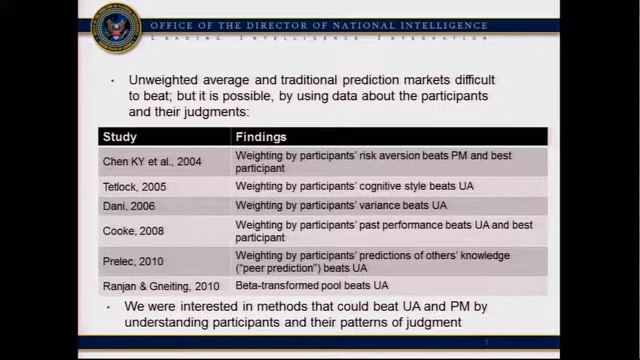 OFFICE OF THE DIRECTOR OF NATIONAL INTELLIGENCE
LEADING INTELLIGENCE INTEGRATION
• Unweighted average and traditional prediction markets difficult
to beat; but it is possible, by using data about the participants
and their judgments:
Study Findings
Chen KY et al., 2004 Weighting by participants' risk aversion beats PM and best
participant
Tetlock, 2005 Weighting by participants' cognitive style beats UA
Dani, 2006 Weighting by participants' variance beats UA
Cooke, 2008 Weighting by participants' past performance beats UA and best
participant
Prelec, 2010 Weighting by participants' predictions of others' knowledge
("peer prediction") beats UA
Ranjan & Gneiting, 2010 Beta-transformed pool beats UA
• We were interested in methods that could beat UA and PM by
understanding participants and their patterns of judgment
7